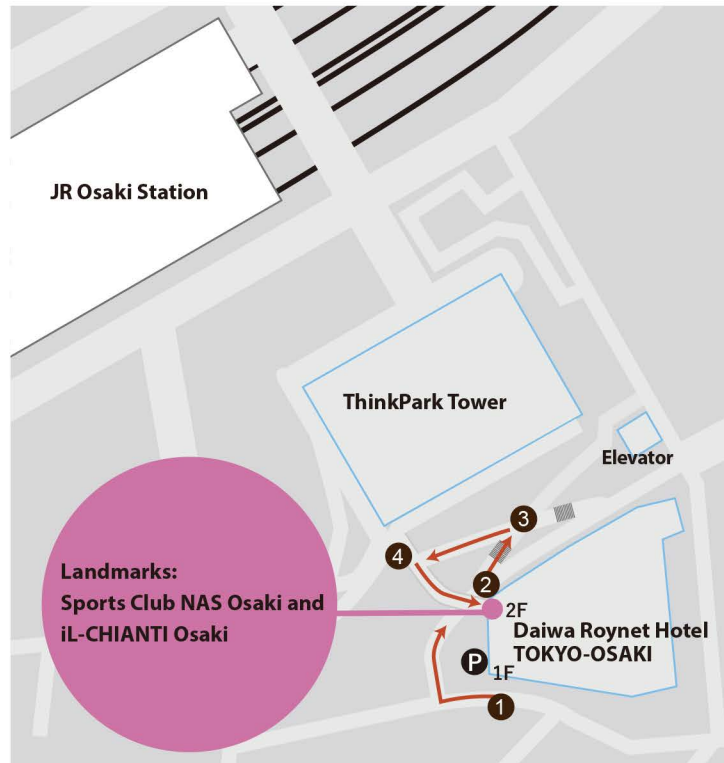 JR Osaki Station
ThinkPark Tower
Elevator
3
4
2
Landmarks:
Sports Club NAS Osaki and
iL-CHIANTI Osaki
2F
Daiwa Roynet Hotel
TOKYO-OSAKI
P
1F
1